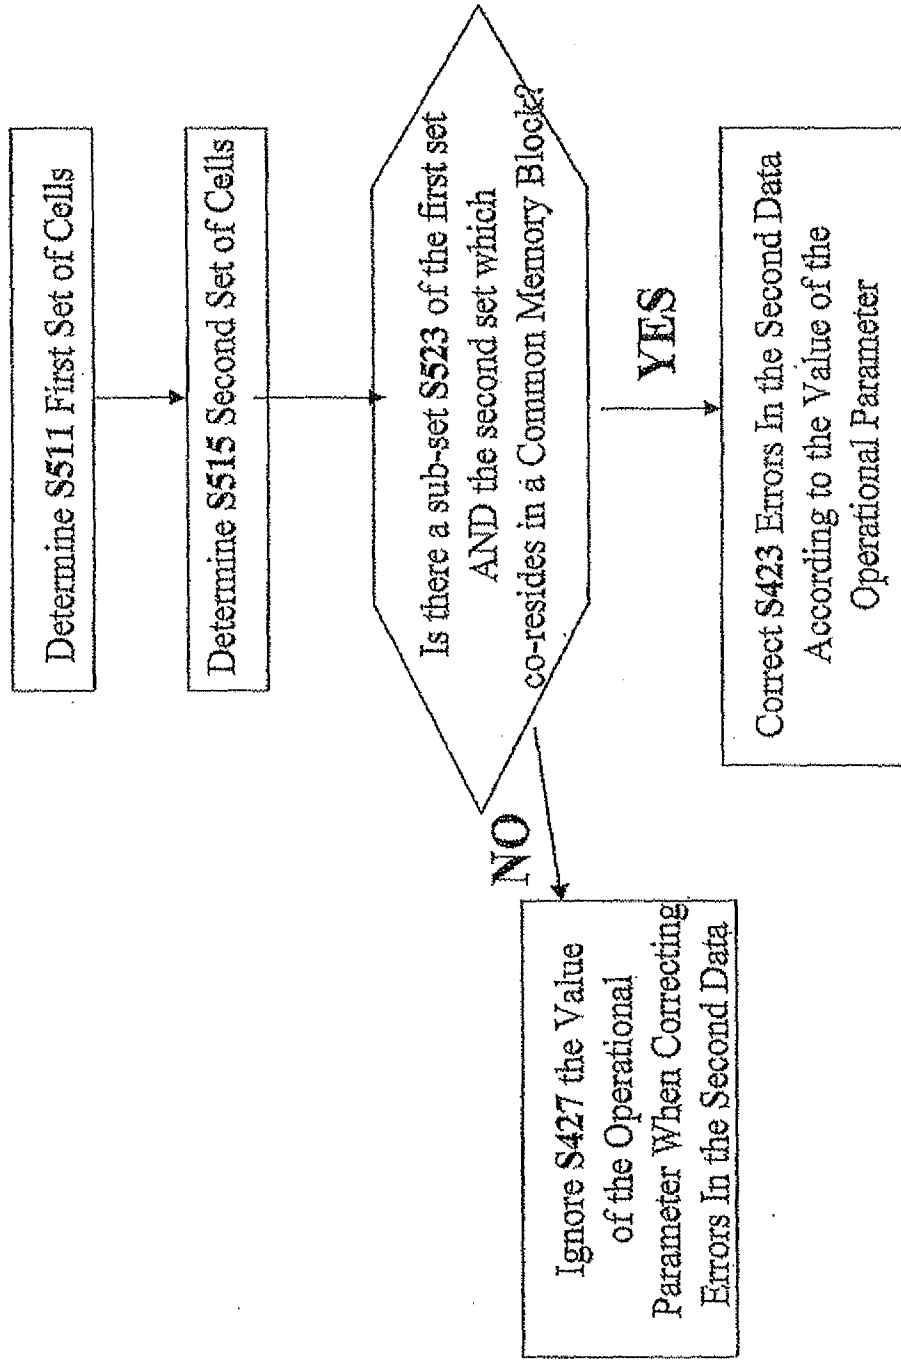 Determine S511 First Set of Cells
Determine S515 Second Set of Cells
Is there a sub-set S523 of the first set
AND the second set which
co-resides in a Common Memory Block?
NO
YES
Ignore S427 the Value
of the Operational
Parameter When Correcting
Errors In the Second Data
Correct S423 Errors In the Second Data
According to the Value of the
Operational Parameter